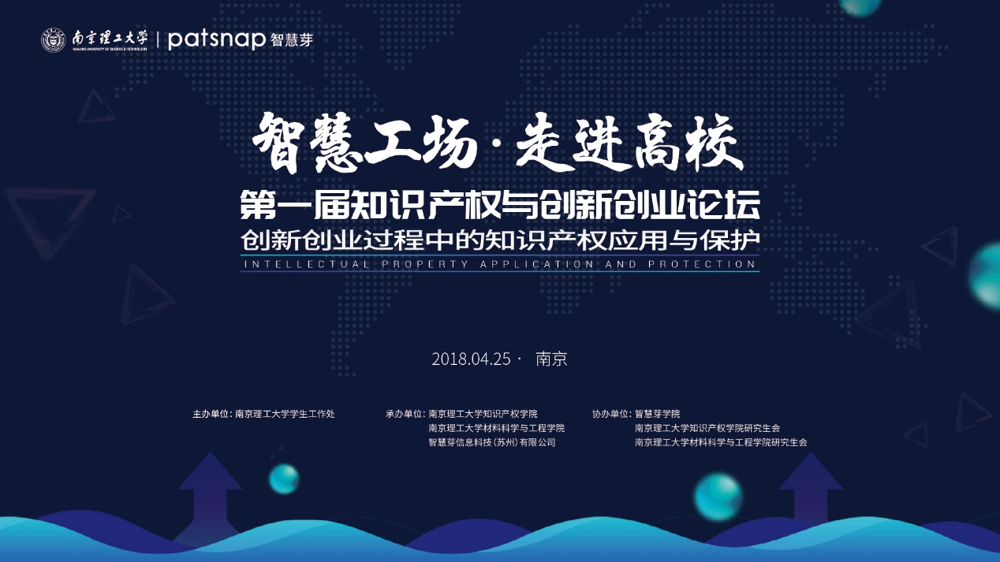 南京理工大学 | patsnap 智慧芽
NANJING UNIVERSITY OF SCIENCE & TECHNOLOGY
智慧工场·走进高校
第一届知识产权与创新创业论坛
创新创业过程中的知识产权应用与保护
INTELLECTUAL PROPERTY APPLICATION AND PROTECTION
2018.04.25 · 南京
主办单位：南京理工大学学生工作处
承办单位：南京理工大学知识产权学院
南京理工大学材料科学与工程学院
智慧芽信息科技（苏州）有限公司
协办单位：智慧芽学院
南京理工大学知识产权学院研究生会
南京理工大学材料科学与工程学院研究生会